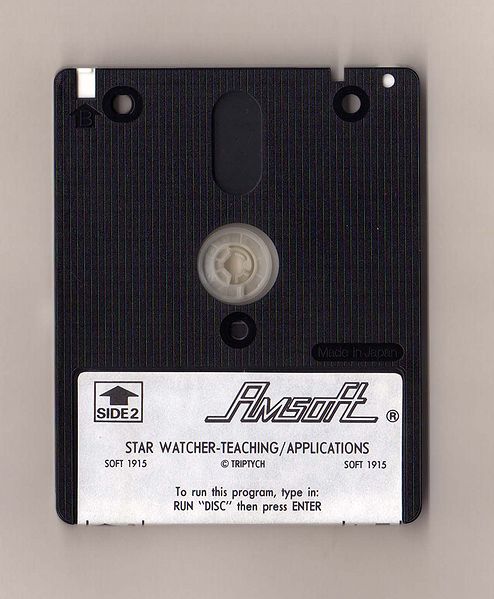 B
Made in Japan
SIDE 2
Amsoft ®
STAR WATCHER-TEACHING/APPLICATIONS
SOFT 1915 © TRIPTYCH SOFT 1915
To run this program, type in:
RUN "DISC" then press ENTER